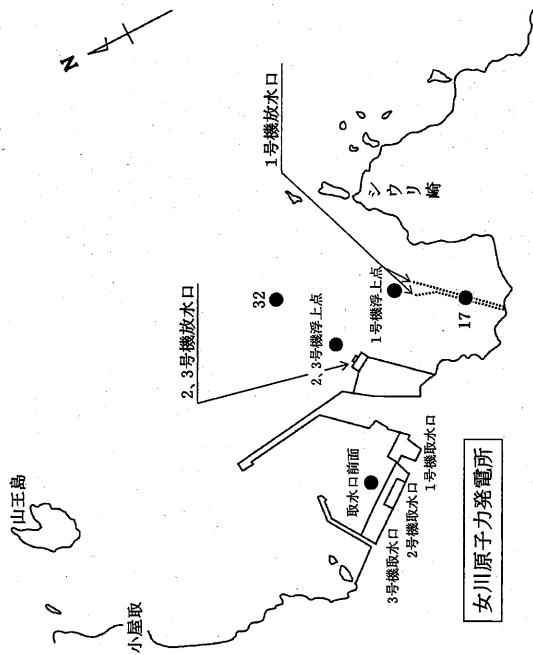 N
1号機放水口
2、3号機放水口
山王島
小屋取
シウリ崎
32
2、3号機浮上点
1号機浮上点
17
取水口前面
1号機取水口
2号機取水口
3号機取水口
女川原子力発電所